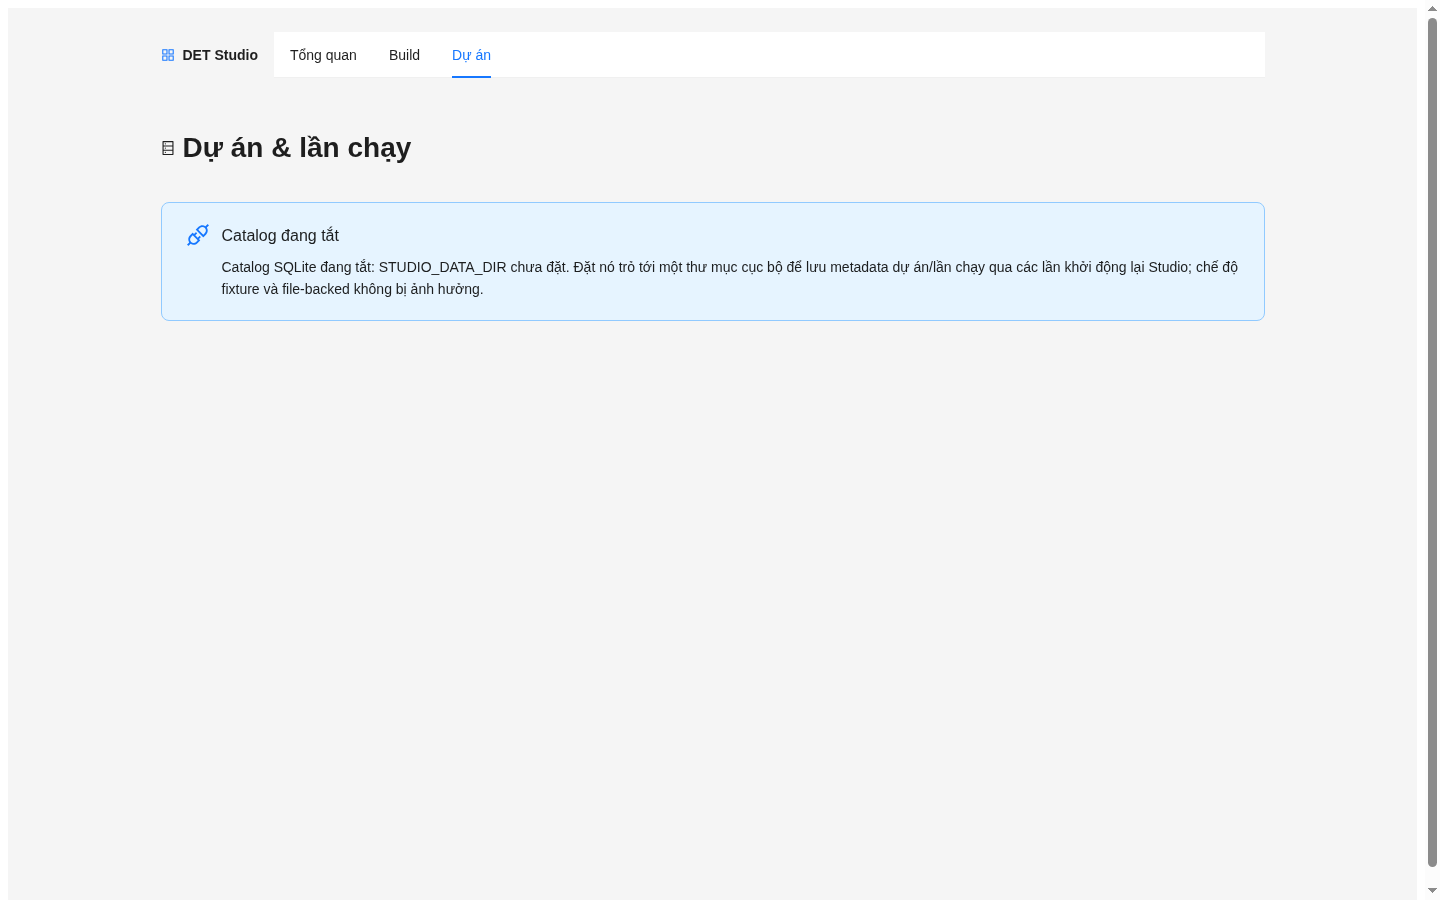 DET Studio
Tổng quan
Build
Dự án
Dự án & lần chạy
Catalog đang tắt
Catalog SQLite đang tắt: STUDIO_DATA_DIR chưa đặt. Đặt nó trỏ tới một thư mục cục bộ để lưu metadata dự án/lần chạy qua các lần khởi động lại Studio; chế độ
fixture và file-backed không bị ảnh hưởng.